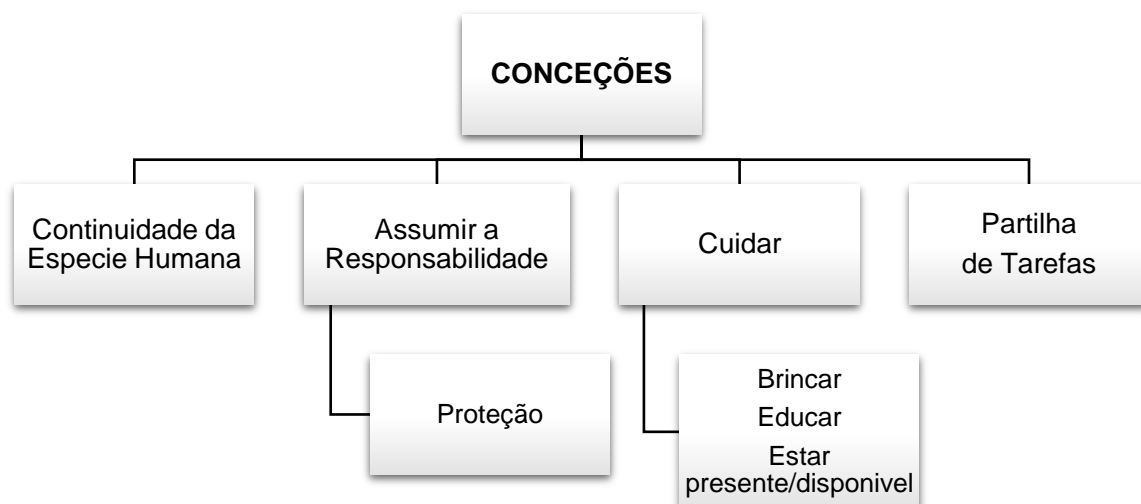 CONCEÇÕES
Continuidade da
Especie Humana
Assumir a
Responsabilidade
Cuidar
Partilha
de Tarefas
Proteção
Brincar
Educar
Estar
presente/disponivel